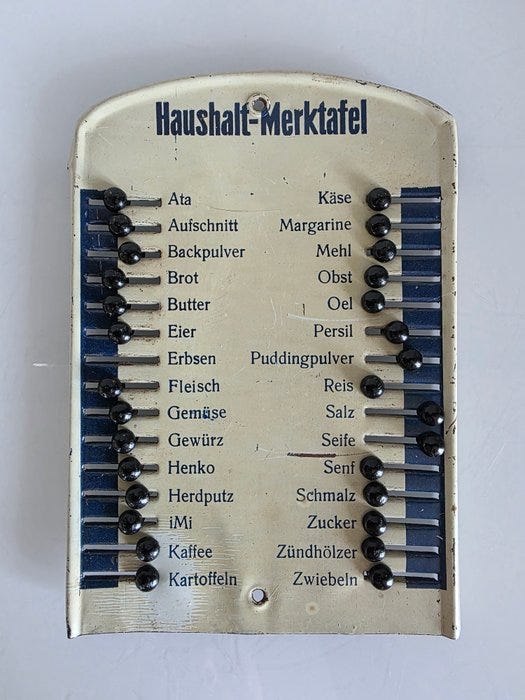 Haushalt-Merktafel
Ata Käse
Aufschnitt Margarine
Backpulver Mehl
Brot Obst
Butter Oel
Eier Persil
Erbsen Puddingpulver
Fleisch Reis
Gemüse Salz
Gewürz Seife
Henko Senf
Herdputz Schmalz
iMi Zucker
Kaffee Zündhölzer
Kartoffeln Zwiebeln